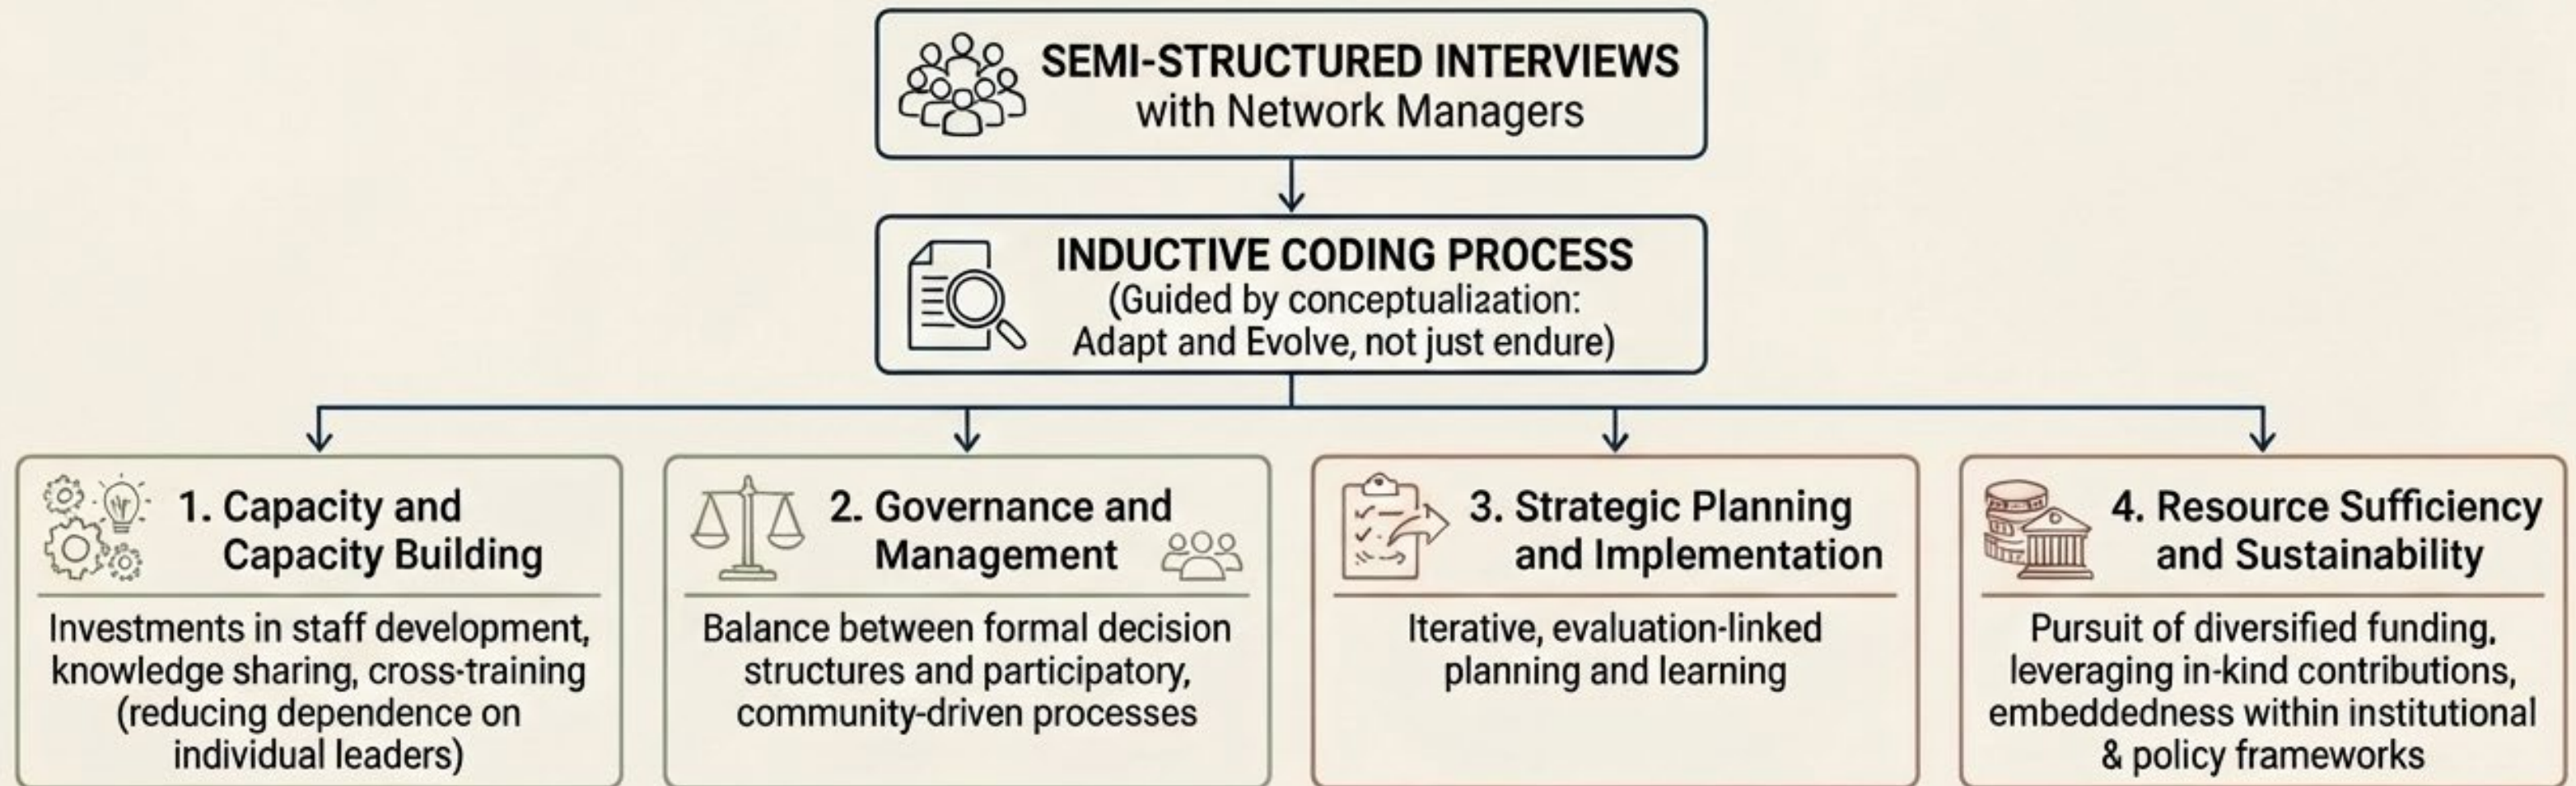 SEMI-STRUCTURED INTERVIEWS
with Network Managers
INDUCTIVE CODING PROCESS
(Guided by conceptualization:
Adapt and Evolve, not just endure)
1. Capacity and
Capacity Building
Investments in staff development,
knowledge sharing, cross-training
(reducing dependence on
individual leaders)
2. Governance and
Management
Balance between formal decision
structures and participatory,
community-driven processes
3. Strategic Planning
and Implementation
Iterative, evaluation-linked
planning and learning
4. Resource Sufficiency
and Sustainability
Pursuit of diversified funding,
leveraging in-kind contributions,
embeddedness within institutional
& policy frameworks